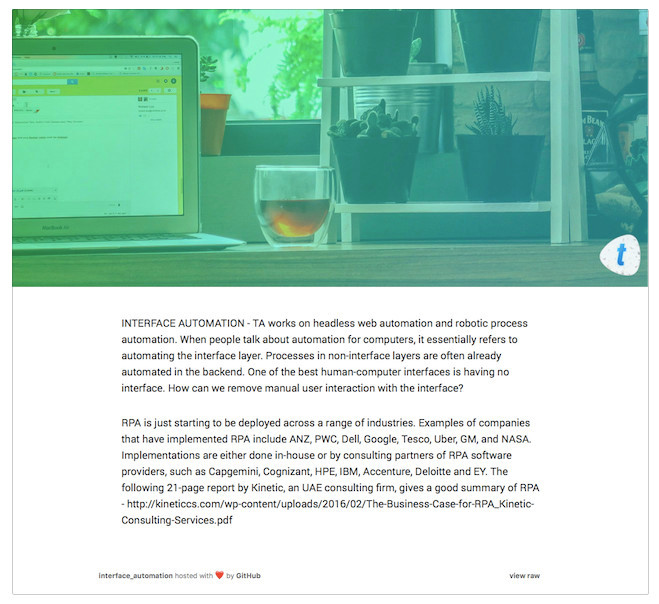 MacBook Air
M BEAN
BLACK
t
INTERFACE AUTOMATION - TA works on headless web automation and robotic process
automation. When people talk about automation for computers, it essentially refers to
automating the interface layer. Processes in non-interface layers are often already
automated in the backend. One of the best human-computer interfaces is having no
interface. How can we remove manual user interaction with the interface?
RPA is just starting to be deployed across a range of industries. Examples of companies
that have implemented RPA include ANZ, PWC, Dell, Google, Tesco, Uber, GM, and NASA.
Implementations are either done in-house or by consulting partners of RPA software
providers, such as Capgemini, Cognizant, HPE, IBM, Accenture, Deloitte and EY. The
following 21-page report by Kinetic, an UAE consulting firm, gives a good summary of RPA
- http://kineticcs.com/wp-content/uploads/2016/02/The-Business-Case-for-RPA_Kinetic-
Consulting-Services.pdf
interface_automation hosted with ❤ by GitHub view raw